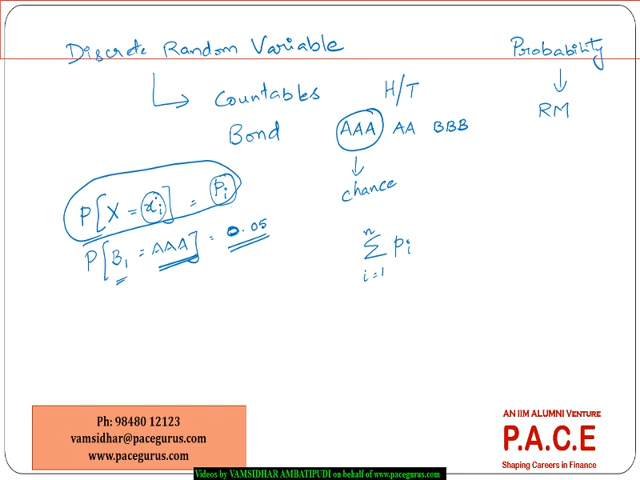 Discrete Random Variable
Probability
Countables
H/T
RM
Bond
AAA AA BBB
chance
P[X = xi] = Pi
P[B1 = AAA] = 0.05
n
∑ Pi
i=1
Ph: 98480 12123
vamsidhar@pacegurus.com
www.pacegurus.com
AN IIM ALUMNI VENTURE
P.A.C.E
Shaping Careers in Finance
Videos by VAMSIDHAR AMBATIPUDI on behalf of www.pacegurus.com